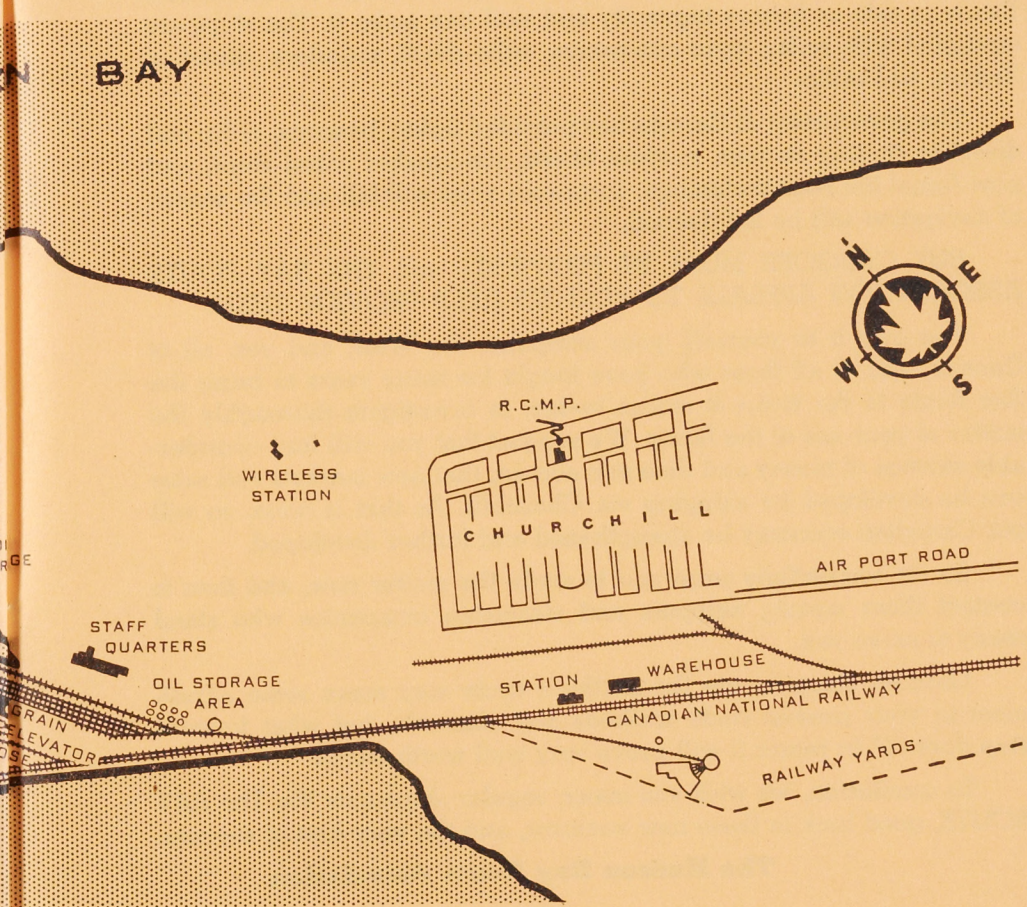 BAY
N
E
W
S
R.C.M.P.
WIRELESS
STATION
CHURCHILL
AIR PORT ROAD
STAFF
QUARTERS
OIL STORAGE
AREA
STATION
WAREHOUSE
CANADIAN NATIONAL RAILWAY
GRAIN
ELEVATOR
RAILWAY YARDS